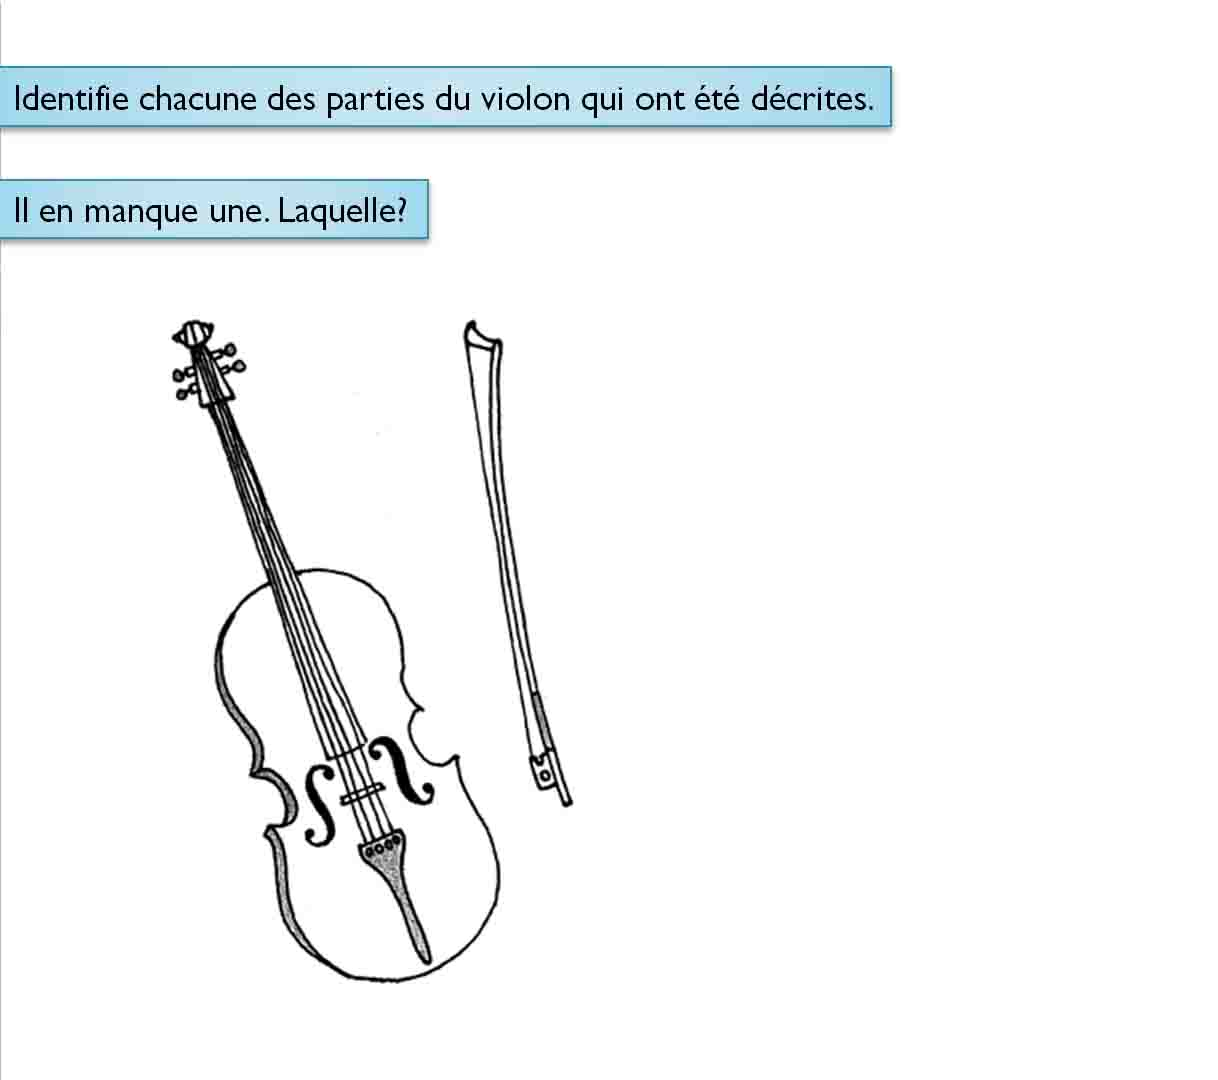 Identifie chacune des parties du violon qui ont été décrites.
Il en manque une. Laquelle?